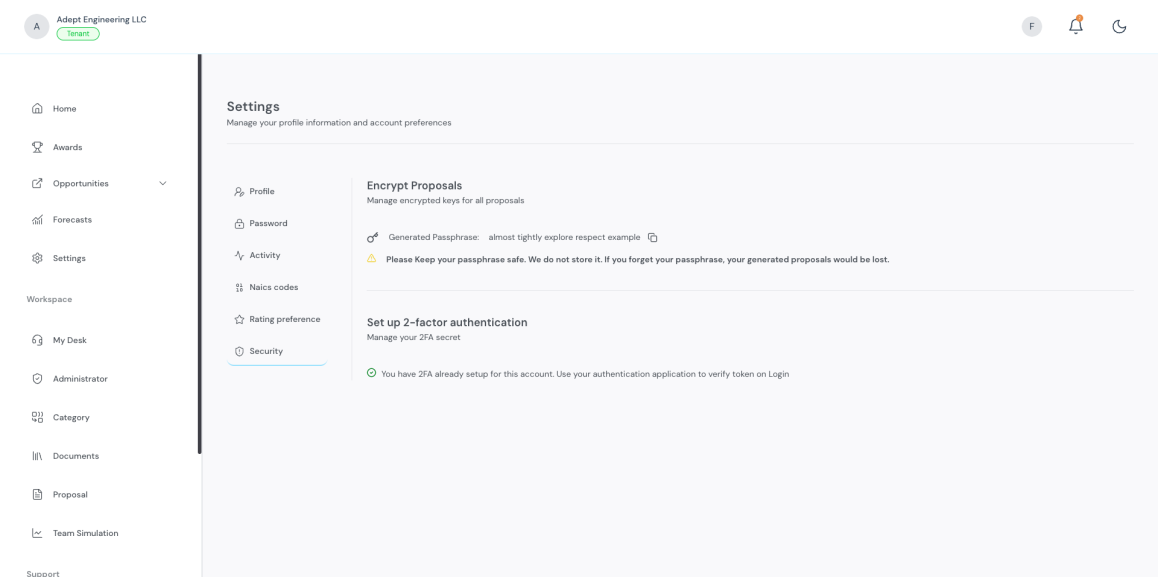 A
Adept Engineering LLC
Tenant
F
Home
Awards
Opportunities
Forecasts
Settings
Workspace
My Desk
Administrator
Category
Documents
Proposal
Team Simulation
Support
Settings
Manage your profile information and account preferences
Profile
Password
Activity
Naics codes
Rating preference
Security
Encrypt Proposals
Manage encrypted keys for all proposals
Generated Passphrase: almost tightly explore respect example
Please Keep your passphrase safe. We do not store it. If you forget your passphrase, your generated proposals would be lost.
Set up 2-factor authentication
Manage your 2FA secret
You have 2FA already setup for this account. Use your authentication application to verify token on Login